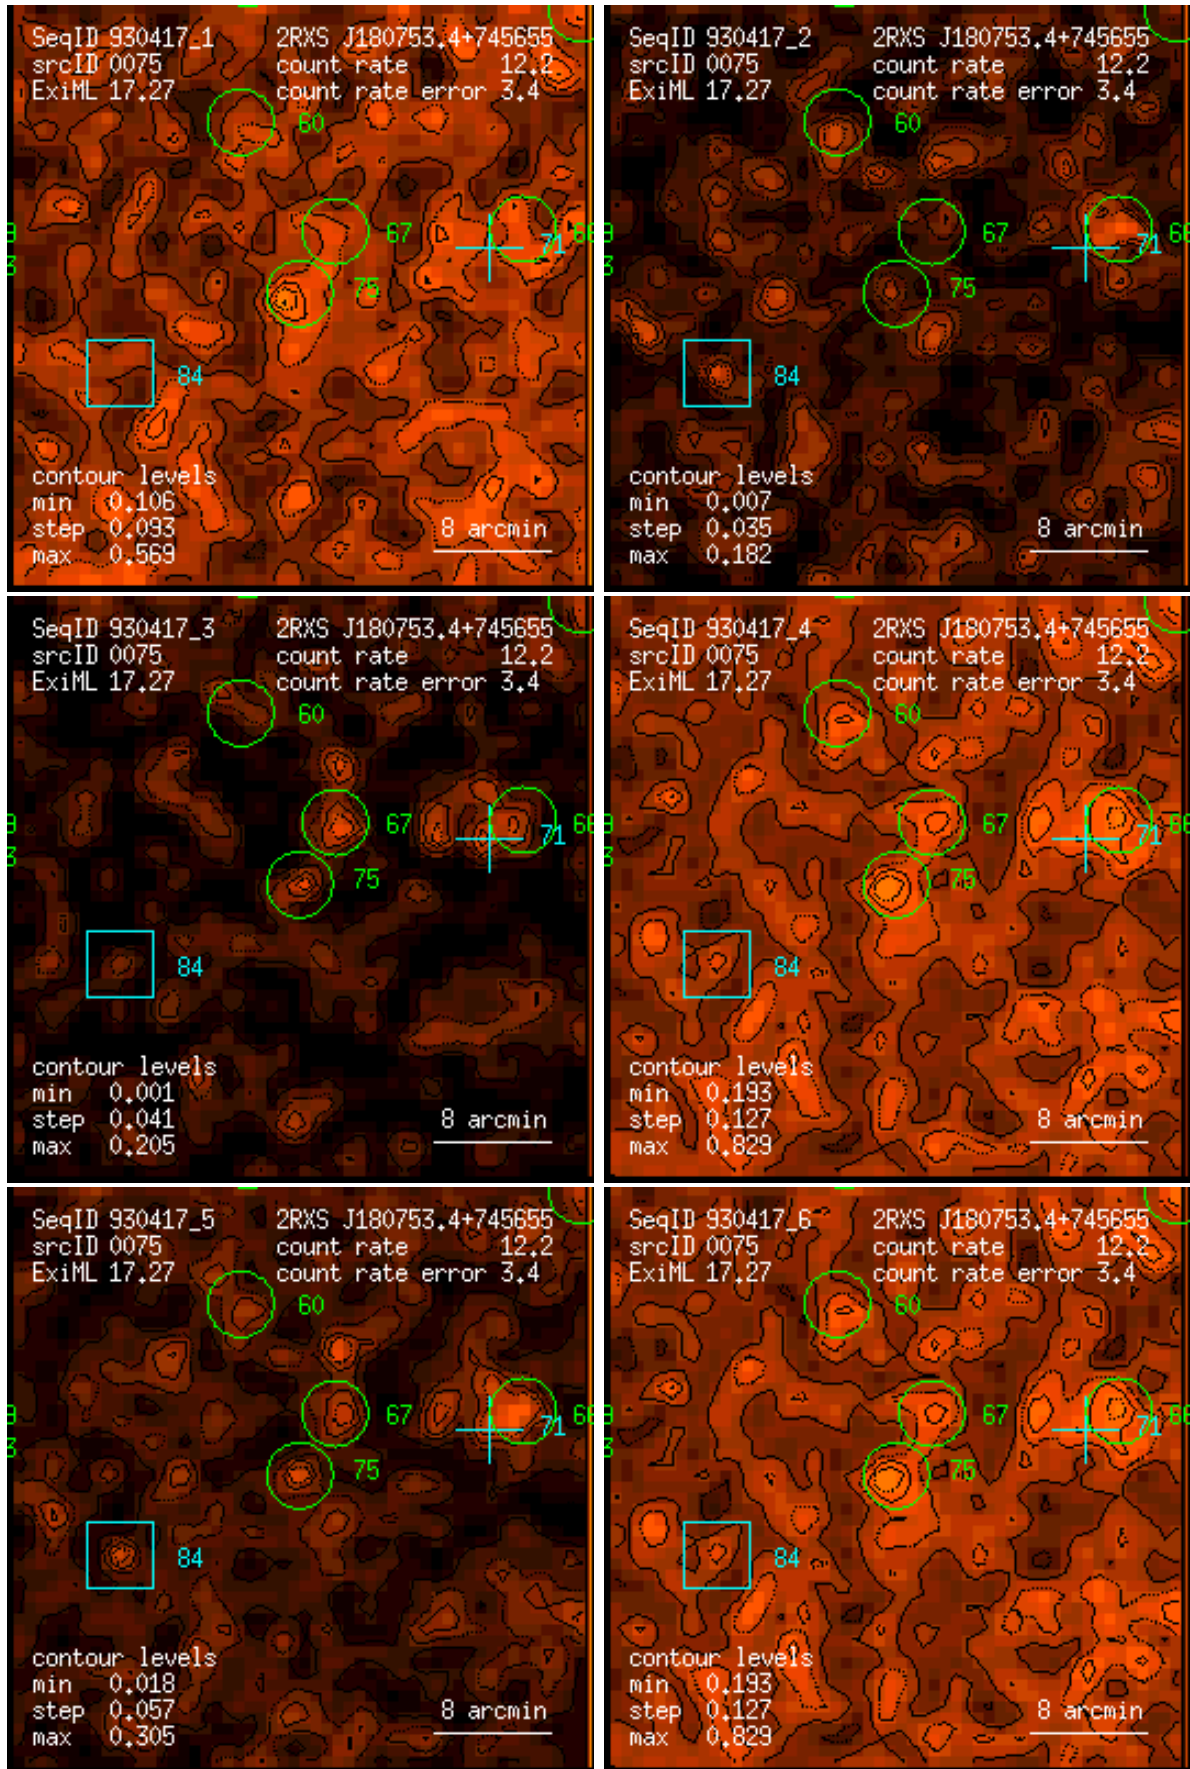 SeqID 930417_1 2RXS J180753.4+745655
srcID 0075 count rate 12.2
ExiML 17.27 count rate error 3.4
60
67
71
75
84
contour levels
min 0.106
step 0.093 8 arcmin
max 0.569
SeqID 930417_2 2RXS J180753.4+745655
srcID 0075 count rate 12.2
ExiML 17.27 count rate error 3.4
60
67
71
75
84
contour levels
min 0.007
step 0.035 8 arcmin
max 0.182
SeqID 930417_3 2RXS J180753.4+745655
srcID 0075 count rate 12.2
ExiML 17.27 count rate error 3.4
60
67
71
75
84
contour levels
min 0.001
step 0.041 8 arcmin
max 0.205
SeqID 930417_4 2RXS J180753.4+745655
srcID 0075 count rate 12.2
ExiML 17.27 count rate error 3.4
60
67
71
75
84
contour levels
min 0.193
step 0.127 8 arcmin
max 0.829
SeqID 930417_5 2RXS J180753.4+745655
srcID 0075 count rate 12.2
ExiML 17.27 count rate error 3.4
60
67
71
75
84
contour levels
min 0.018
step 0.057 8 arcmin
max 0.305
SeqID 930417_6 2RXS J180753.4+745655
srcID 0075 count rate 12.2
ExiML 17.27 count rate error 3.4
60
67
71
75
84
contour levels
min 0.193
step 0.127 8 arcmin
max 0.829